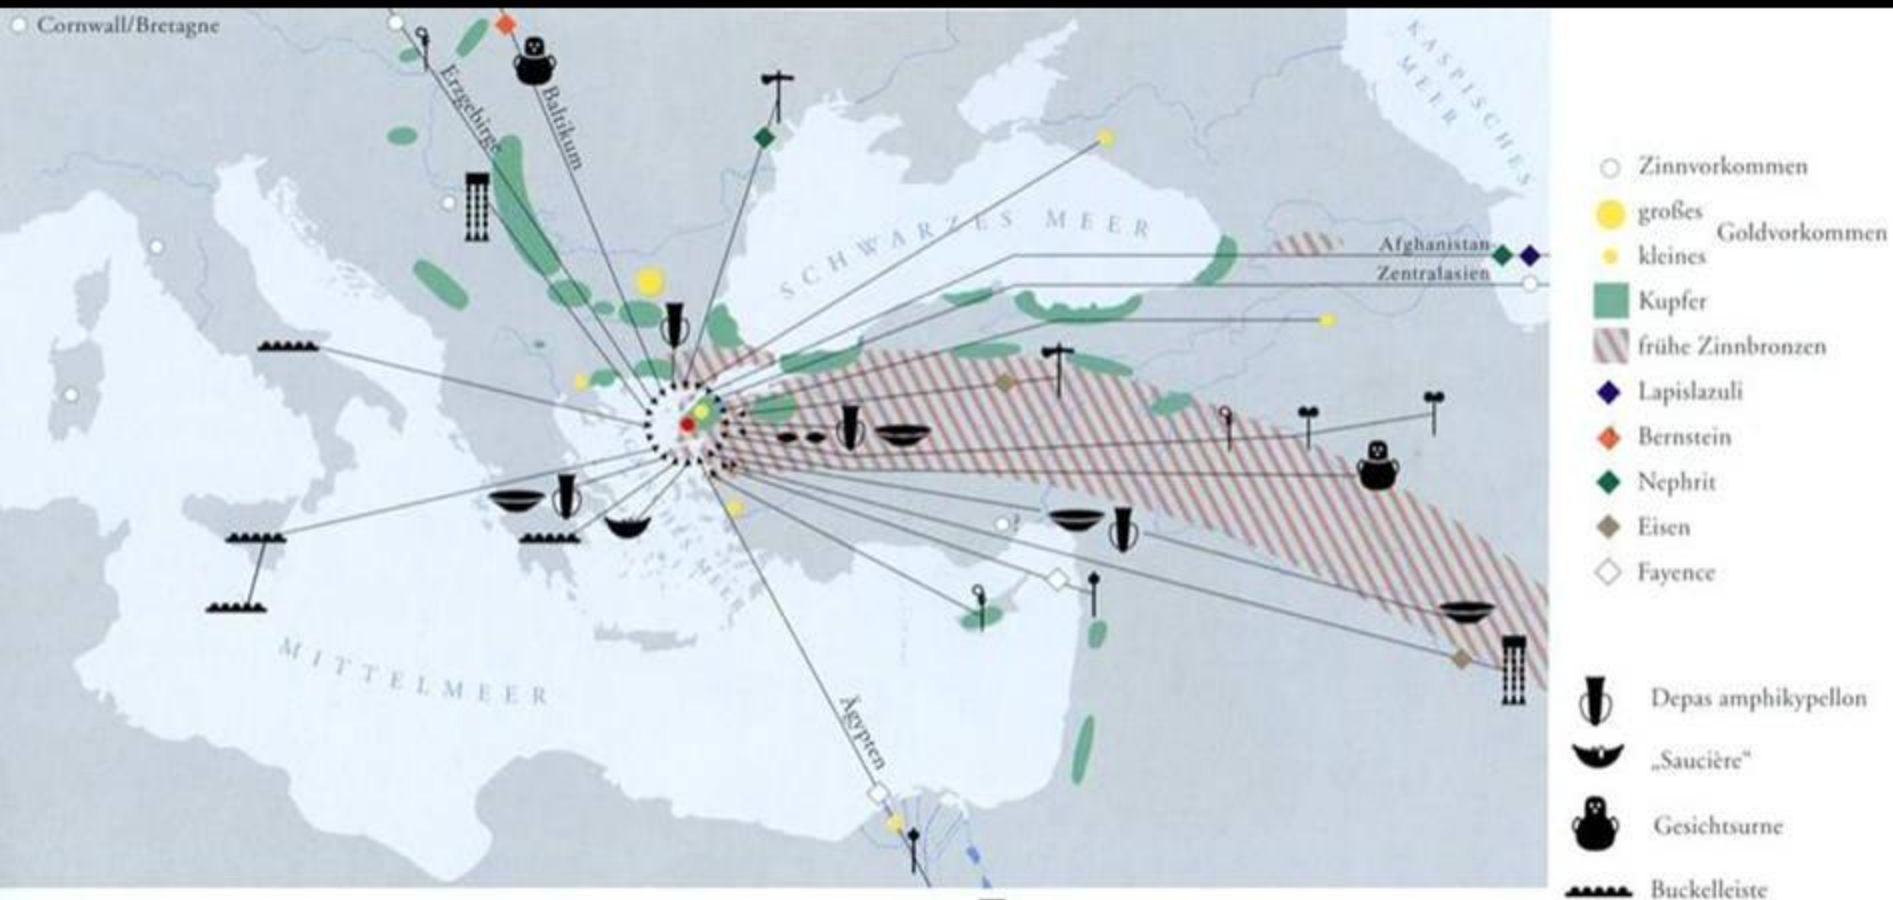 Cornwall/Bretagne
Erzgebirge
Baltikum
KASPISCHES
MEER
SCHWARZES MEER
Afghanistan
Zentralasien
?
MITTELMEER
Ägypten
Zinnvorkommen
großes
Goldvorkommen
kleines
Kupfer
frühe Zinnbronzen
Lapislazuli
Bernstein
Nephrit
Eisen
Fayence
Depas amphikypellon
„Saucière“
Gesichtsurne
Buckelleiste